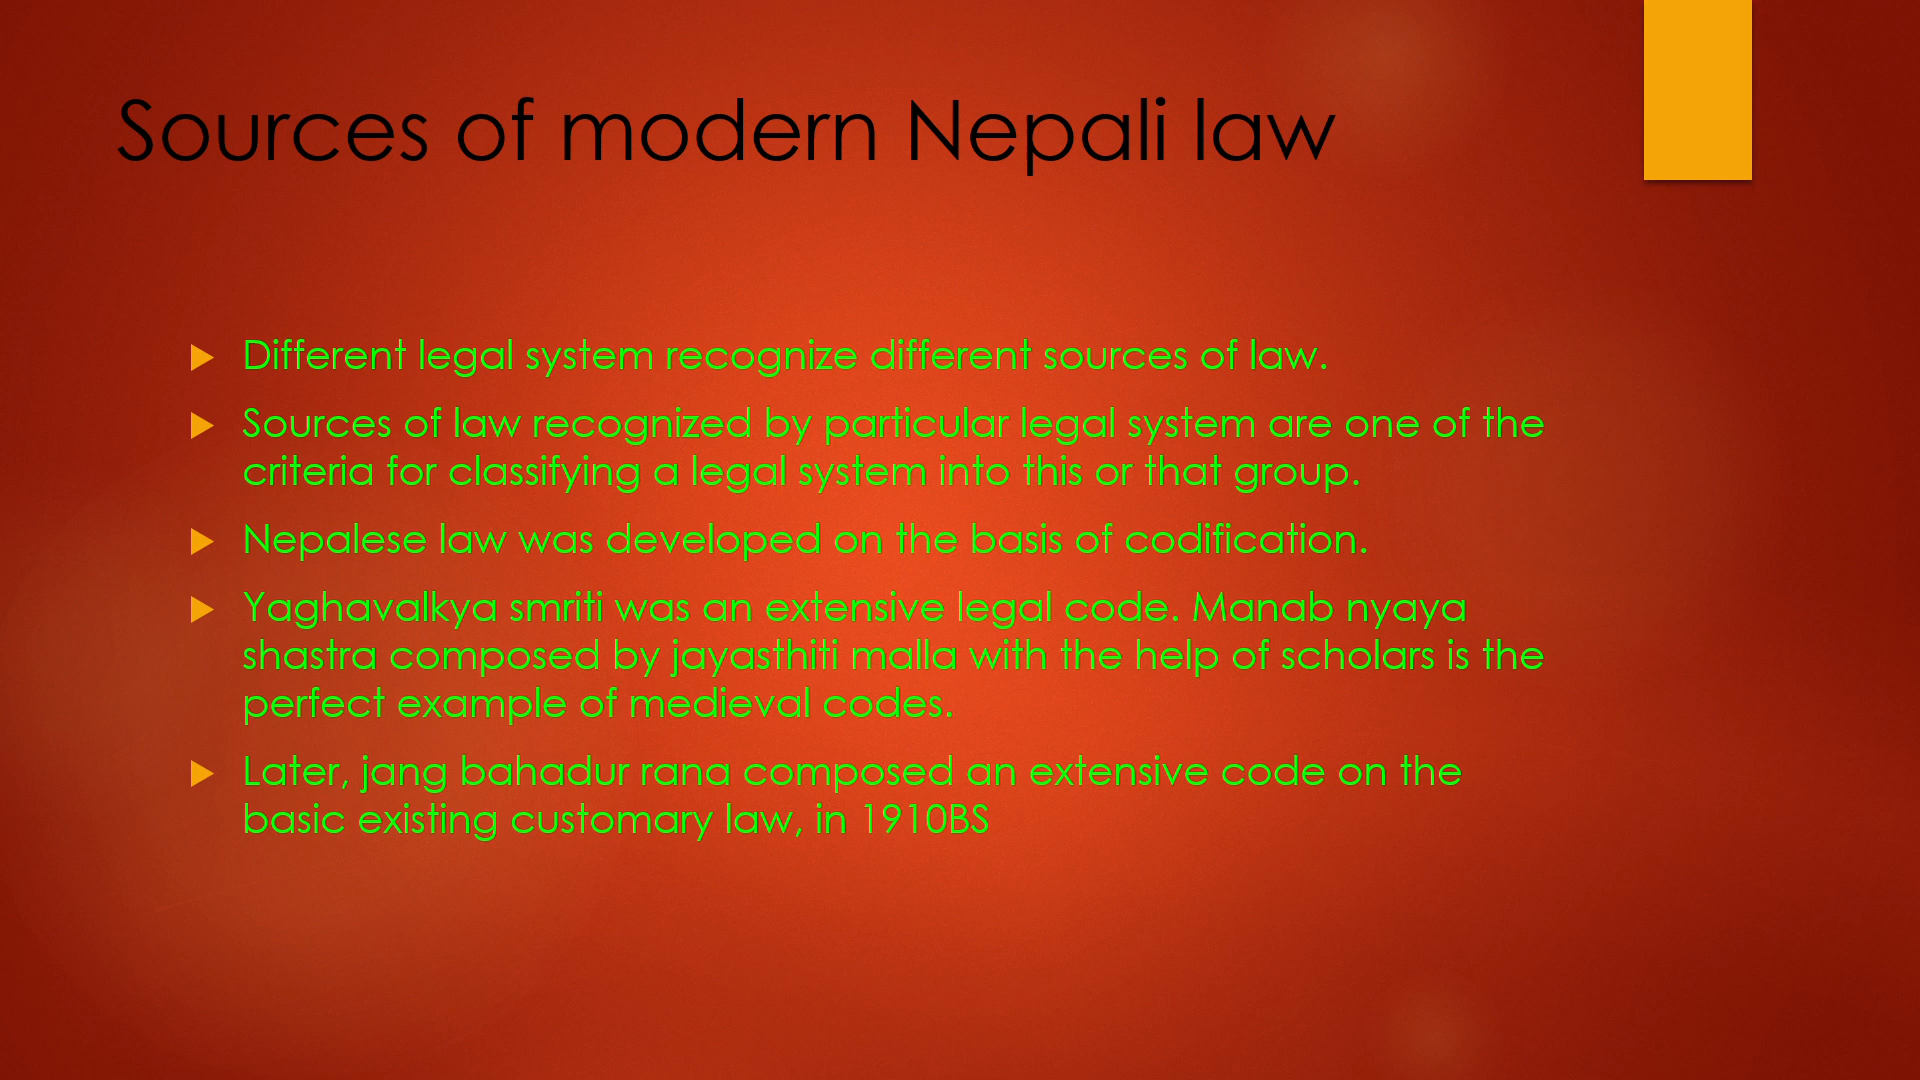 Sources of modern Nepali law
Different legal system recognize different sources of law.
Sources of law recognized by particular legal system are one of the
criteria for classifying a legal system into this or that group.
Nepalese law was developed on the basis of codification.
Yaghavalkya smriti was an extensive legal code. Manab nyaya
shastra composed by jayasthiti malla with the help of scholars is the
perfect example of medieval codes.
Later, jang bahadur rana composed an extensive code on the
basic existing customary law, in 1910BS